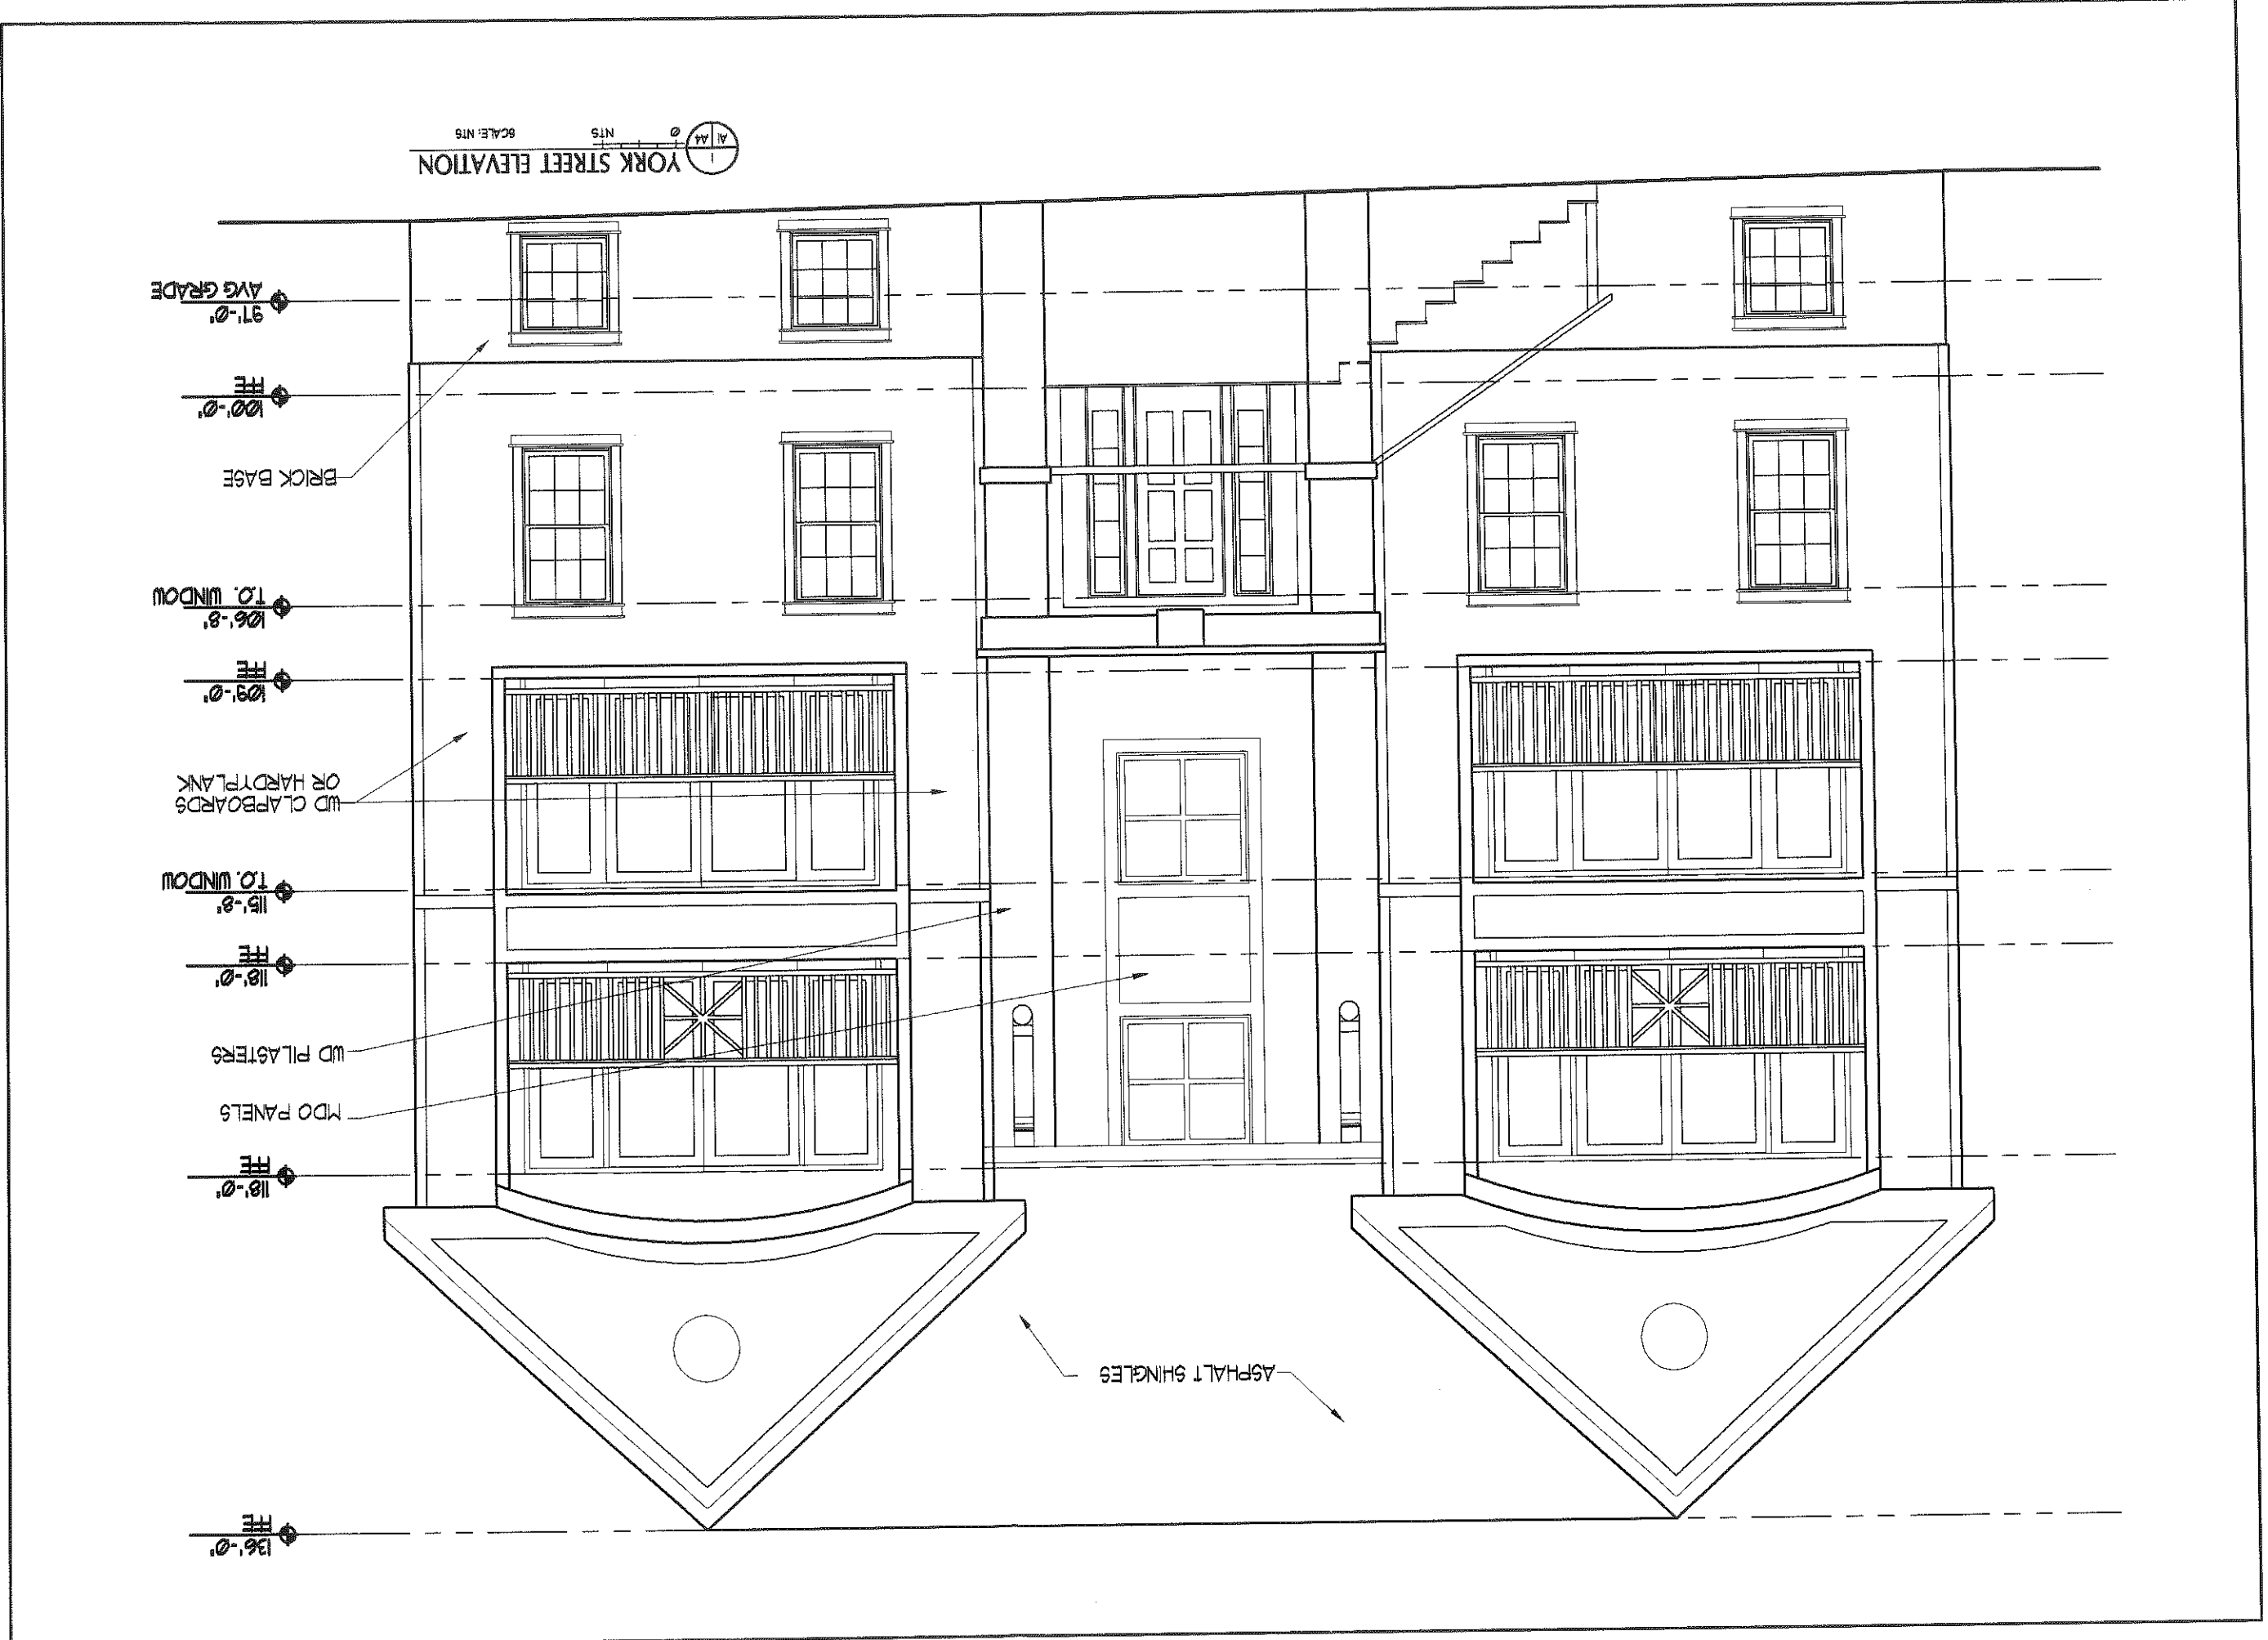 136'-0"
FFE
ASPHALT SHINGLES
118'-0"
FFE
MDO PANELS
WD PILASTERS
118'-0"
FFE
115'-8"
T.O. WINDOW
WD CLAPBOARDS
OR HARDYPLANK
109'-0"
FFE
106'-8"
T.O. WINDOW
BRICK BASE
100'-0"
FFE
97'-0"
AVG GRADE
1
A1 A4
YORK STREET ELEVATION
0 NTS SCALE: NTS